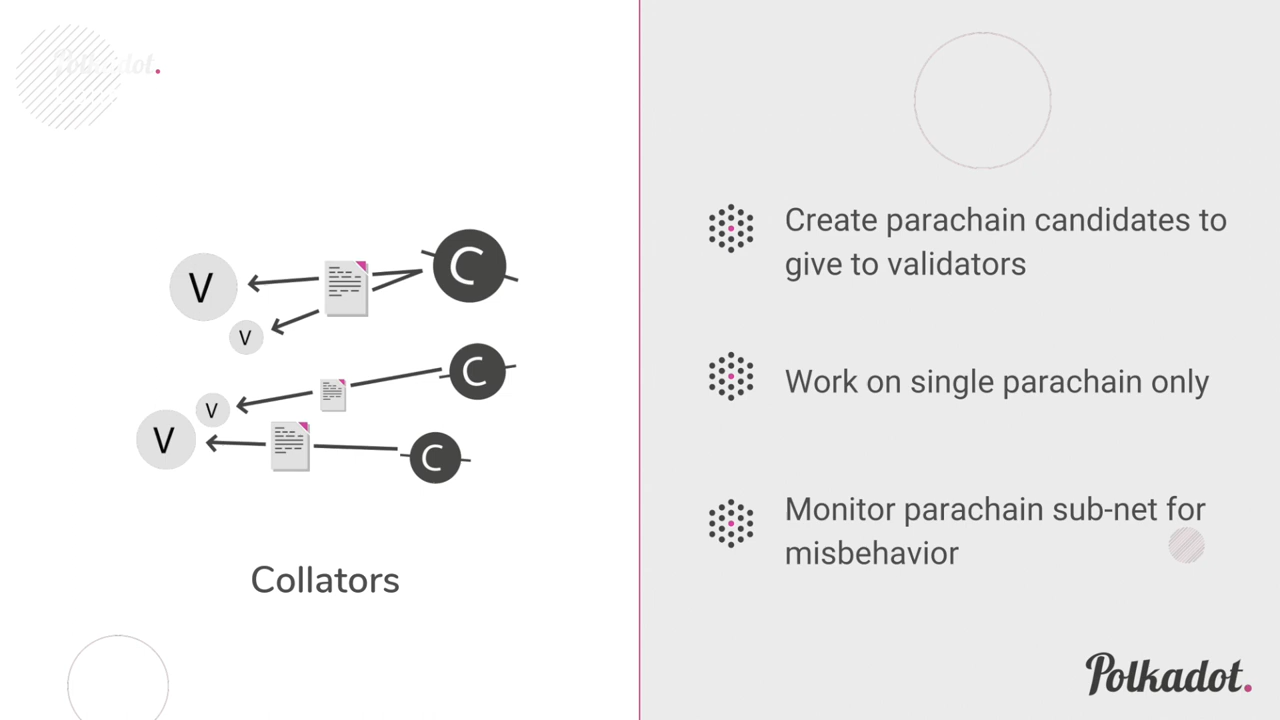 Polkadot.
V
C
V
C
V
V
C
Collators
Create parachain candidates to
give to validators
Work on single parachain only
Monitor parachain sub-net for
misbehavior
Polkadot.